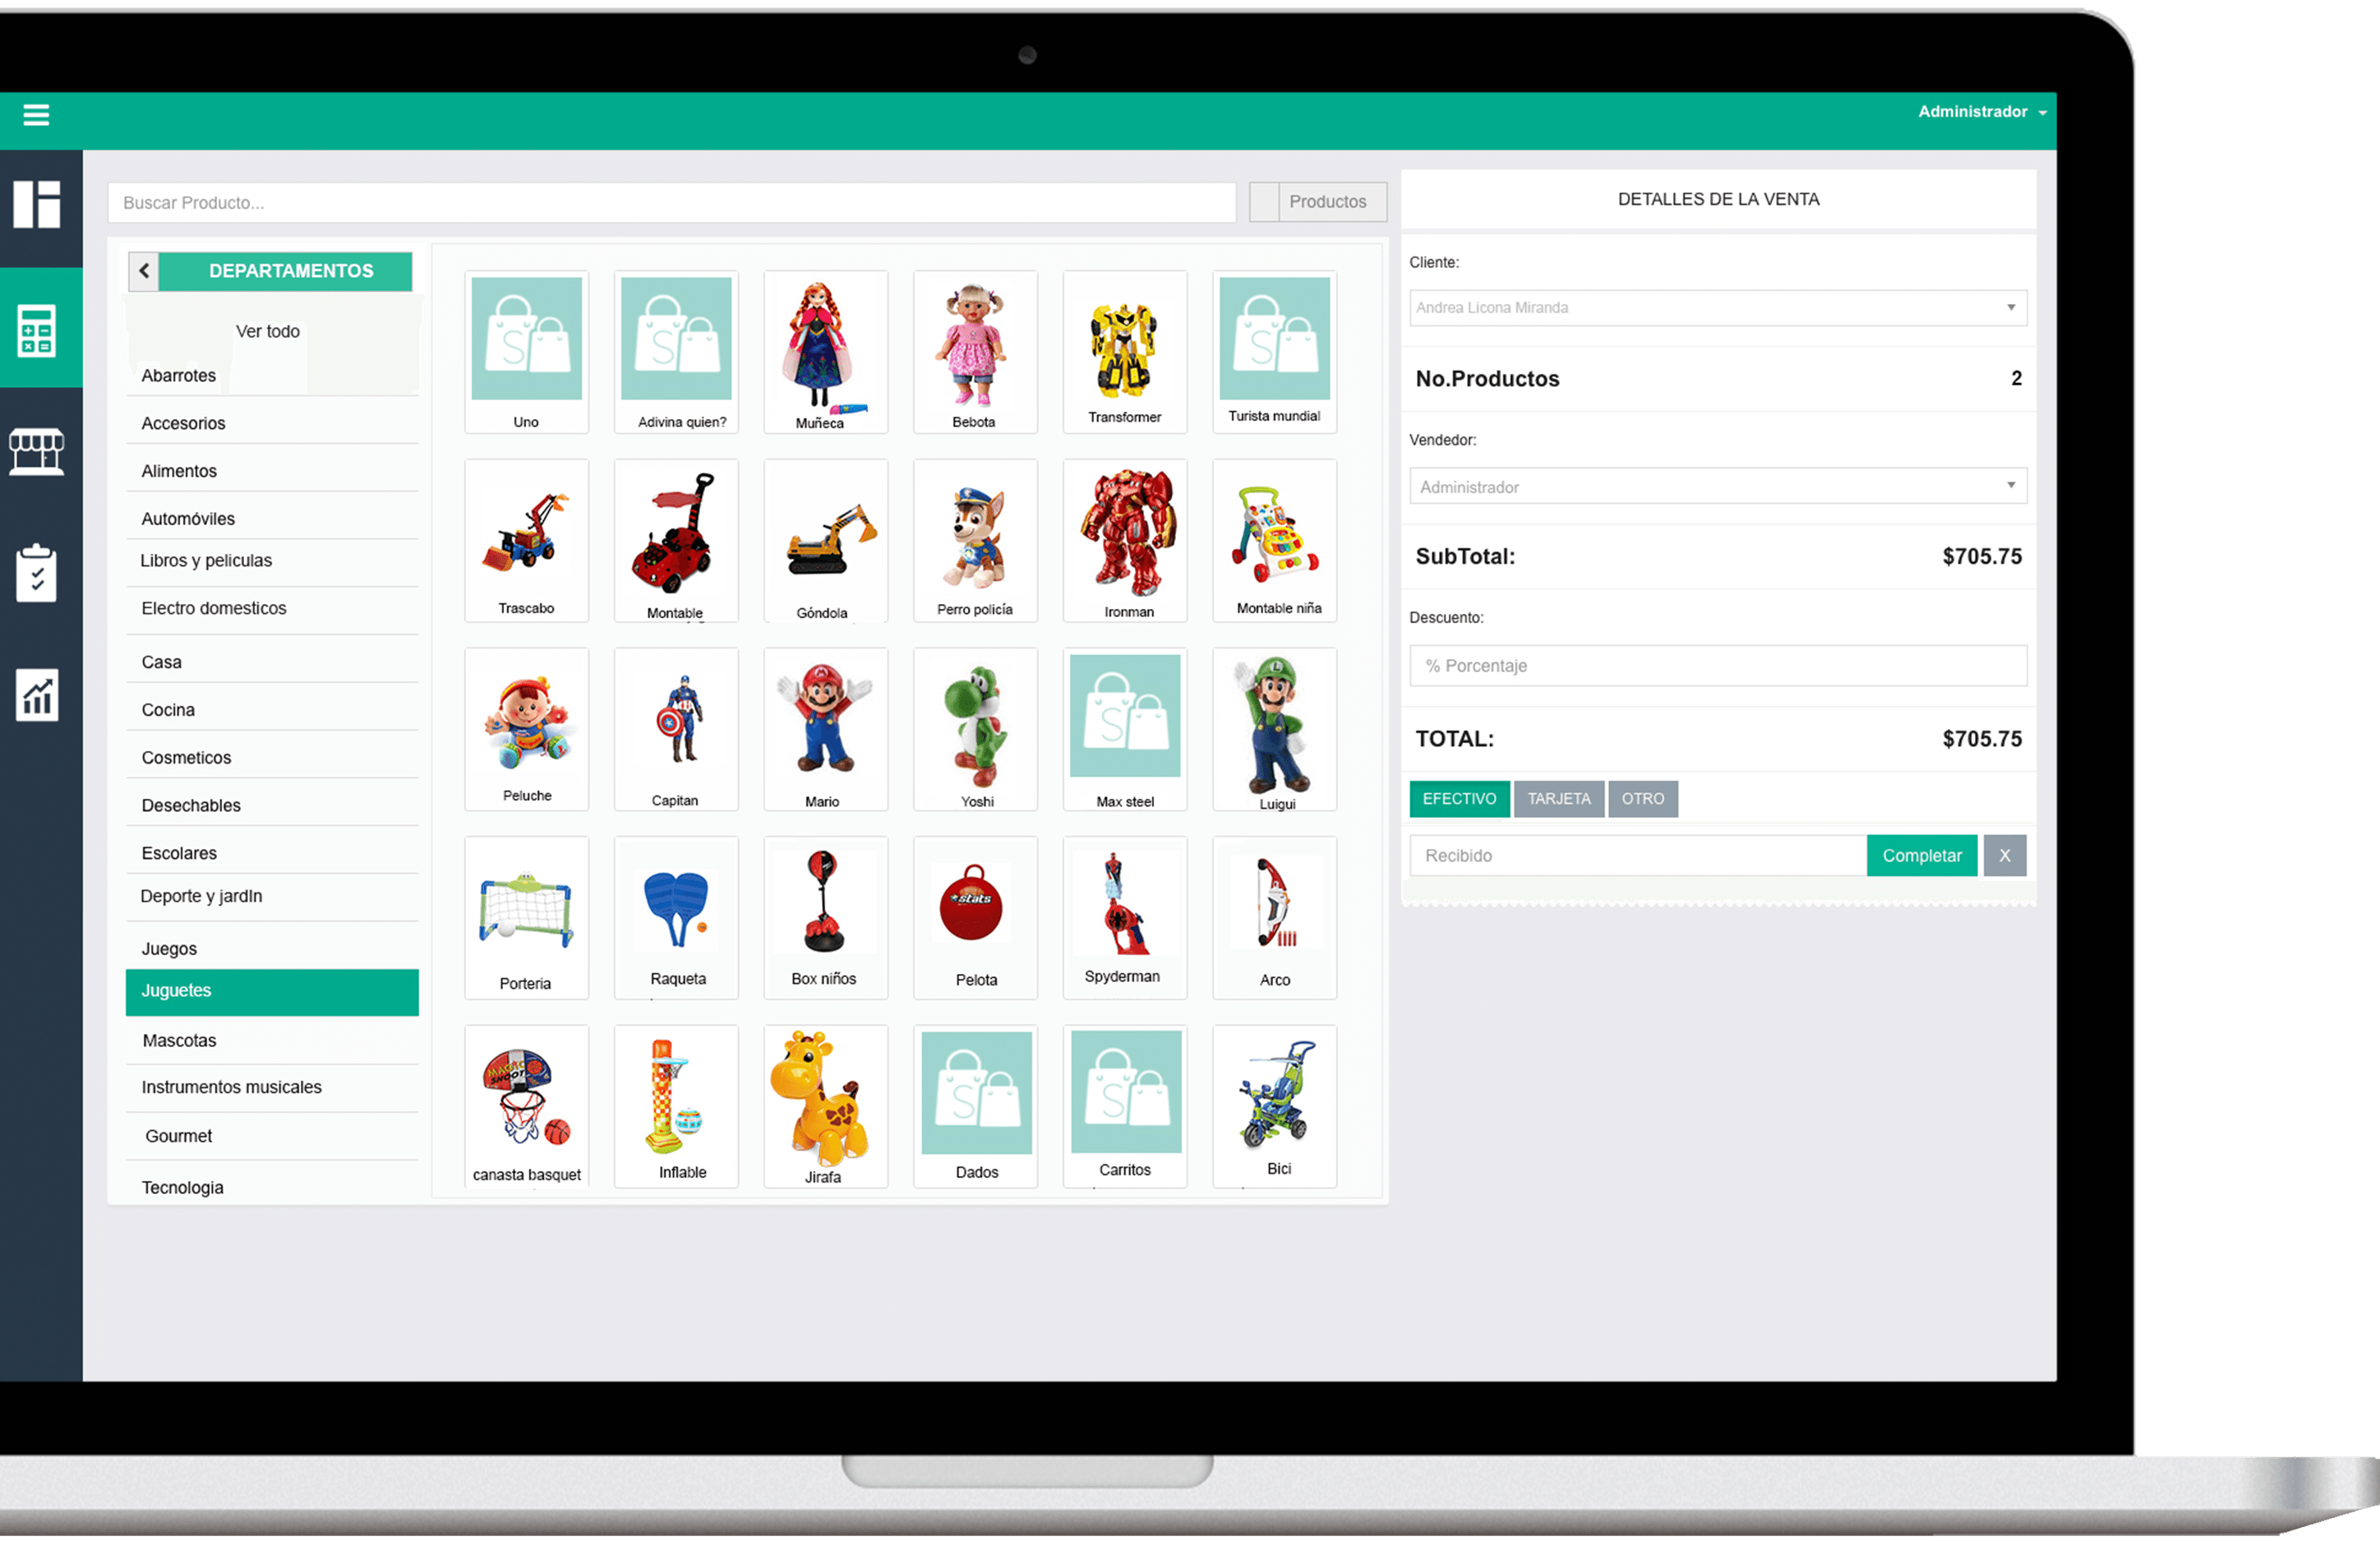 Administrador
Buscar Producto...
Productos
DEPARTAMENTOS
Ver todo
Abarrotes
Accesorios
Alimentos
Automóviles
Libros y peliculas
Electro domesticos
Casa
Cocina
Cosmeticos
Desechables
Escolares
Deporte y jardIn
Juegos
Juguetes
Mascotas
Instrumentos musicales
Gourmet
Tecnologia
S
S
S
Uno
Adivina quien?
Muñeca
Bebota
Transformer
Turista mundial
Trascabo
Montable
Góndola
Perro policía
Ironman
Montable niña
S
L
Peluche
Capitan
Mario
Yoshi
Max steel
Luigui
stats
Porteria
Raqueta
Box niños
Pelota
Spyderman
Arco
MAGIC
SHOOT
S
S
canasta basquet
Inflable
Jirafa
Dados
Carritos
Bici
DETALLES DE LA VENTA
Cliente:
Andrea Licona Miranda
No.Productos 2
Vendedor:
Administrador
SubTotal: $705.75
Descuento:
% Porcentaje
TOTAL: $705.75
EFECTIVO TARJETA OTRO
Recibido Completar X